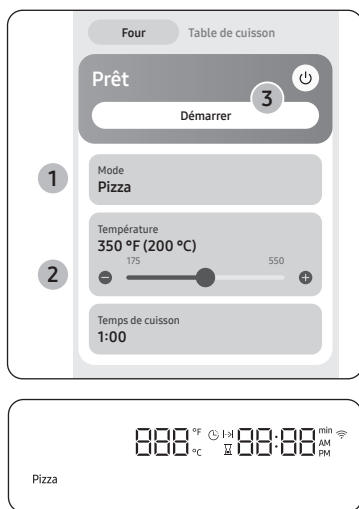 Four Table de cuisson
Prêt
3
Démarrer
1
Mode
Pizza
Température
350 °F (200 °C)
175 550
2
Temps de cuisson
1:00
888 °F °C 88:88 min AM PM
Pizza